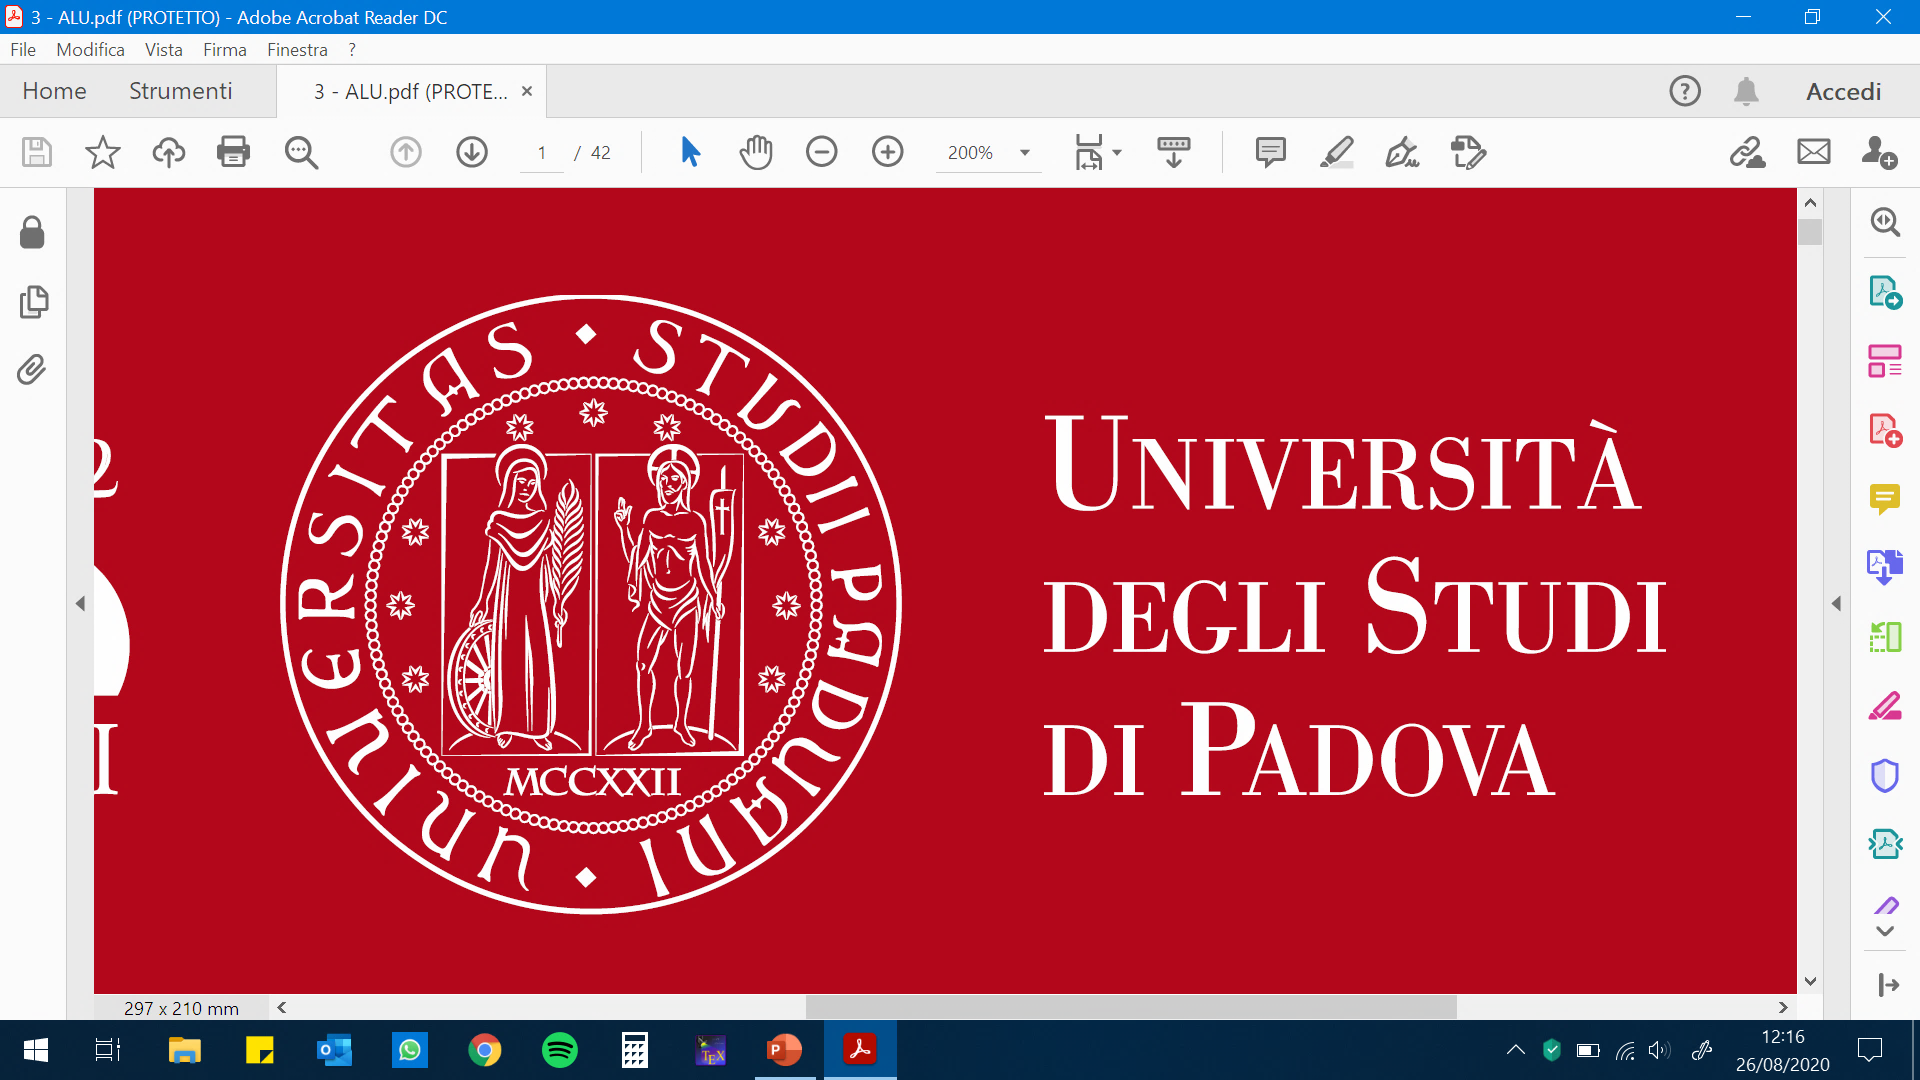 3 - ALU.pdf (PROTETTO) - Adobe Acrobat Reader DC
File Modifica Vista Firma Finestra ?
Home Strumenti 3 - ALU.pdf (PROTE... × Accedi
1 / 42 200%
2
I
UNIVERSITAS STUDII PADUANI
MCCXXII
UNIVERSITÀ
DEGLI STUDI
DI PADOVA
297 x 210 mm
12:16
26/08/2020